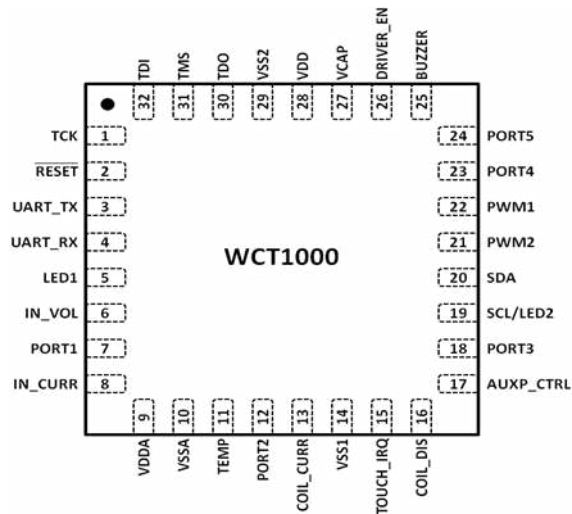 TDI TMS TDO VSS2 VDD VCAP DRIVER_EN BUZZER
32 31 30 29 28 27 26 25
TCK 1 24 PORT5
RESET 2 23 PORT4
UART_TX 3 22 PWM1
UART_RX 4 21 PWM2
WCT1000
LED1 5 20 SDA
IN_VOL 6 19 SCL/LED2
PORT1 7 18 PORT3
IN_CURR 8 17 AUXP_CTRL
9 10 11 12 13 14 15 16
VDDA VSSA TEMP PORT2 COIL_CURR VSS1 TOUCH_IRQ COIL_DIS